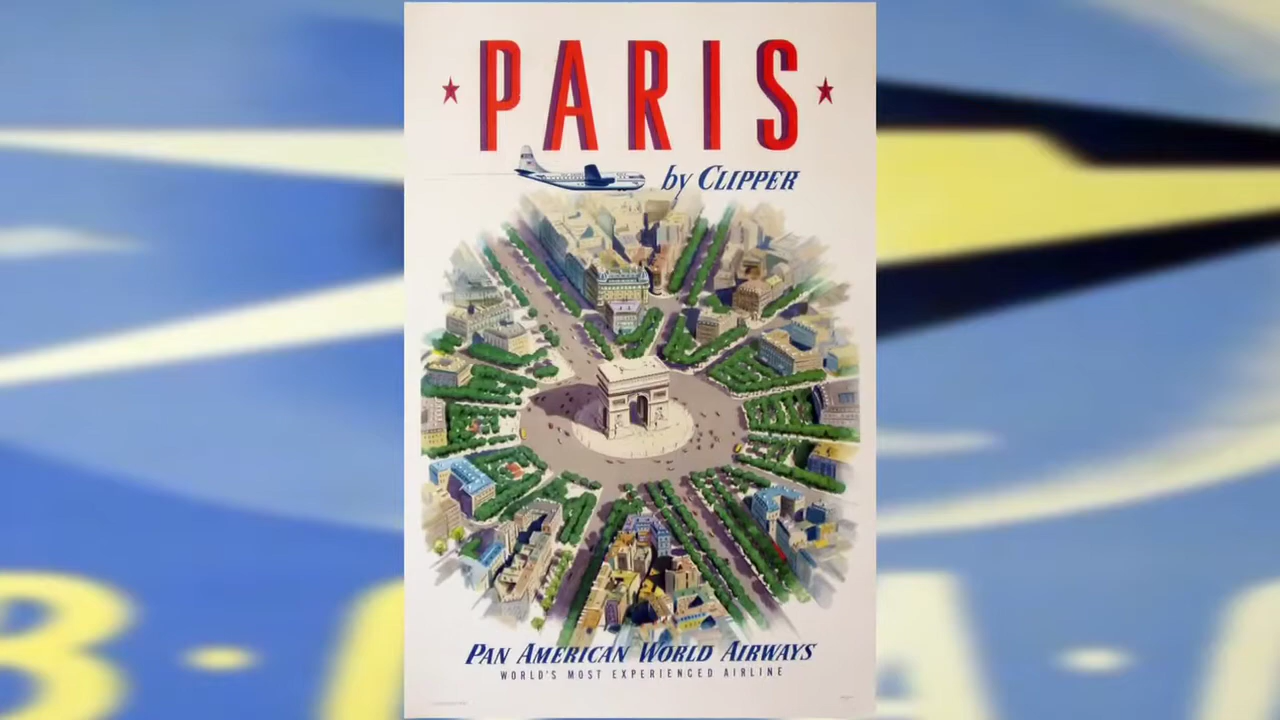 PARIS
by CLIPPER
PAN AMERICAN WORLD AIRWAYS
WORLD'S MOST EXPERIENCED AIRLINE
B·
A·